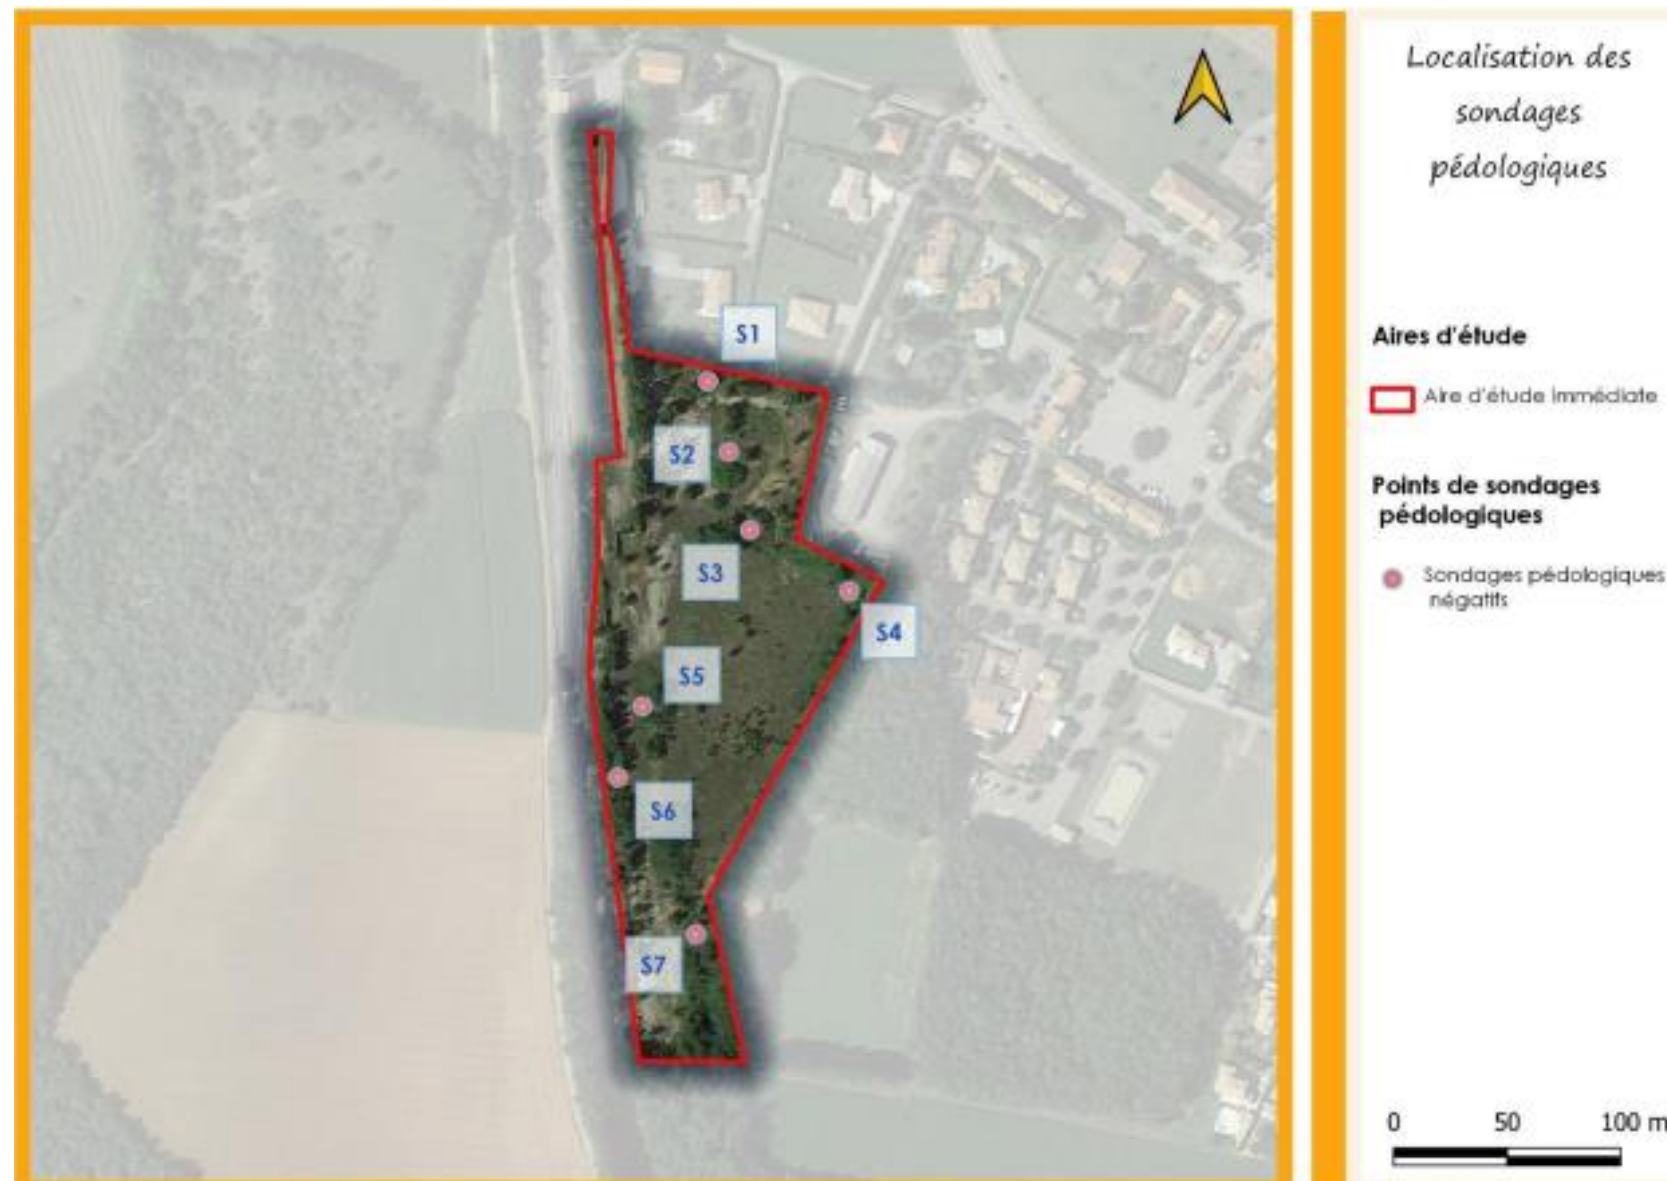 Localisation des
sondages
pédologiques
S1
S2
S3
S4
S5
S6
S7
Aires d'étude
Aire d'étude immédiate
Points de sondages
pédologiques
Sondages pédologiques
négatifs
0 50 100 m